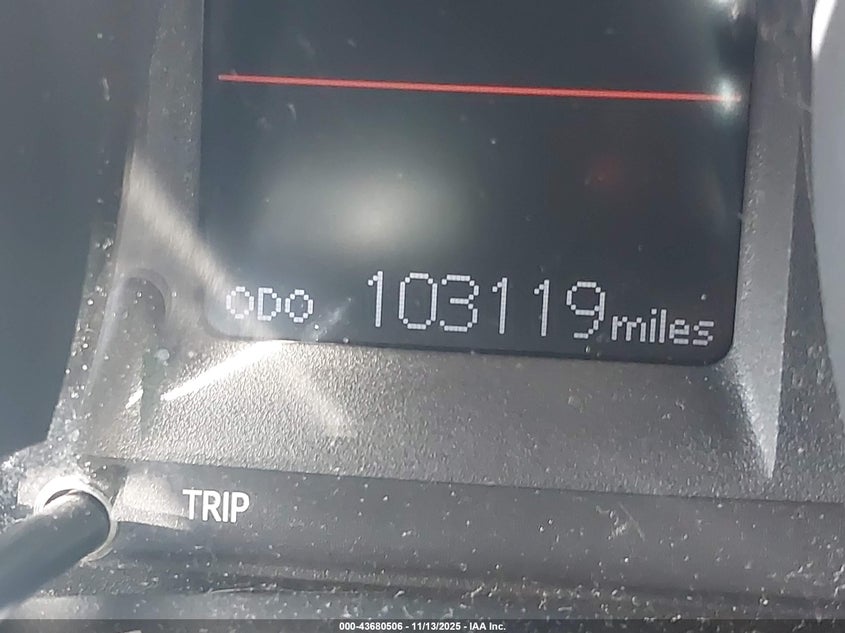 ODO 103119 miles
TRIP
000-43680506 - 11/13/2025 - IAA Inc.